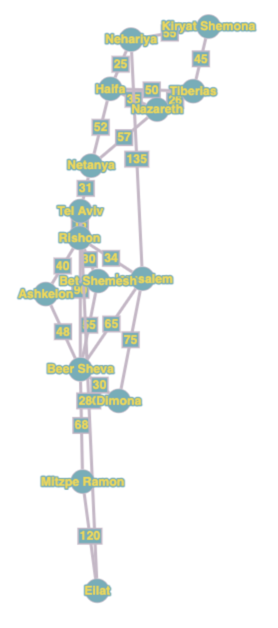 Kiryat Shemona
Nehariya
55
45
25
Haifa
50
Tiberias
35
26
Nazareth
52
57
135
Netanya
31
Tel Aviv
Rishon
30
34
40
Bet Shemesh
Ashkelon
48
65
75
Beer Sheva
30
Dimona
68
Mitzpe Ramon
120
Eilat